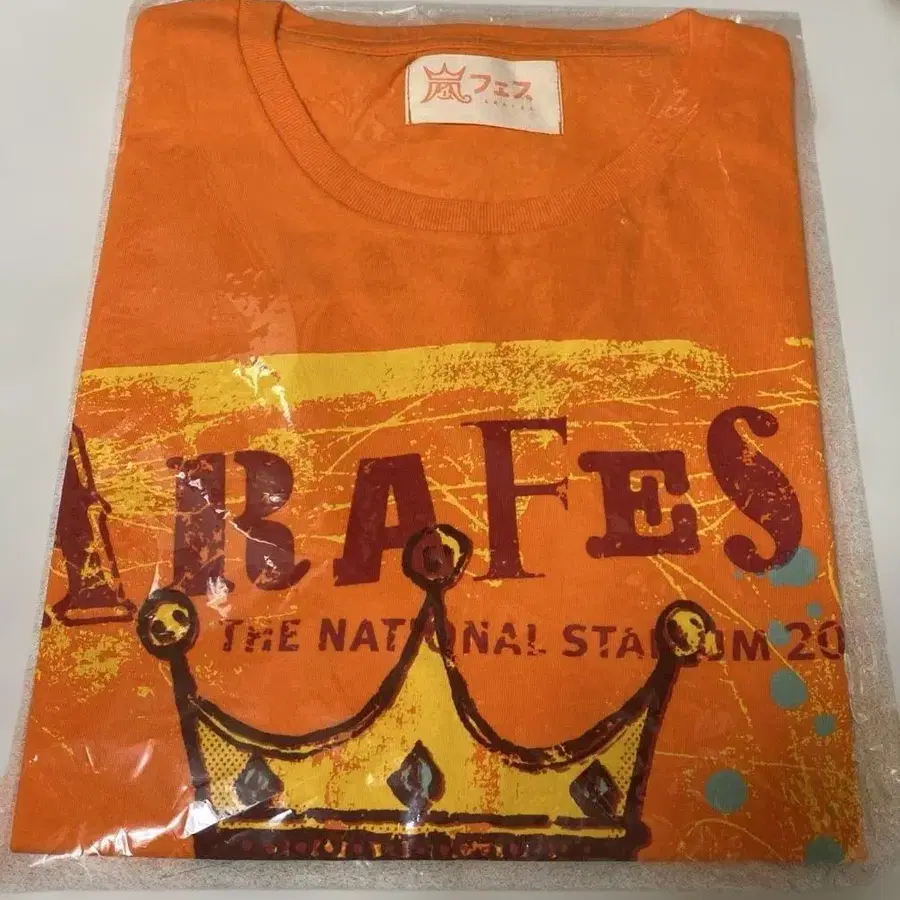 嵐フェス
ARAFES
THE NATIONAL STADIUM 20